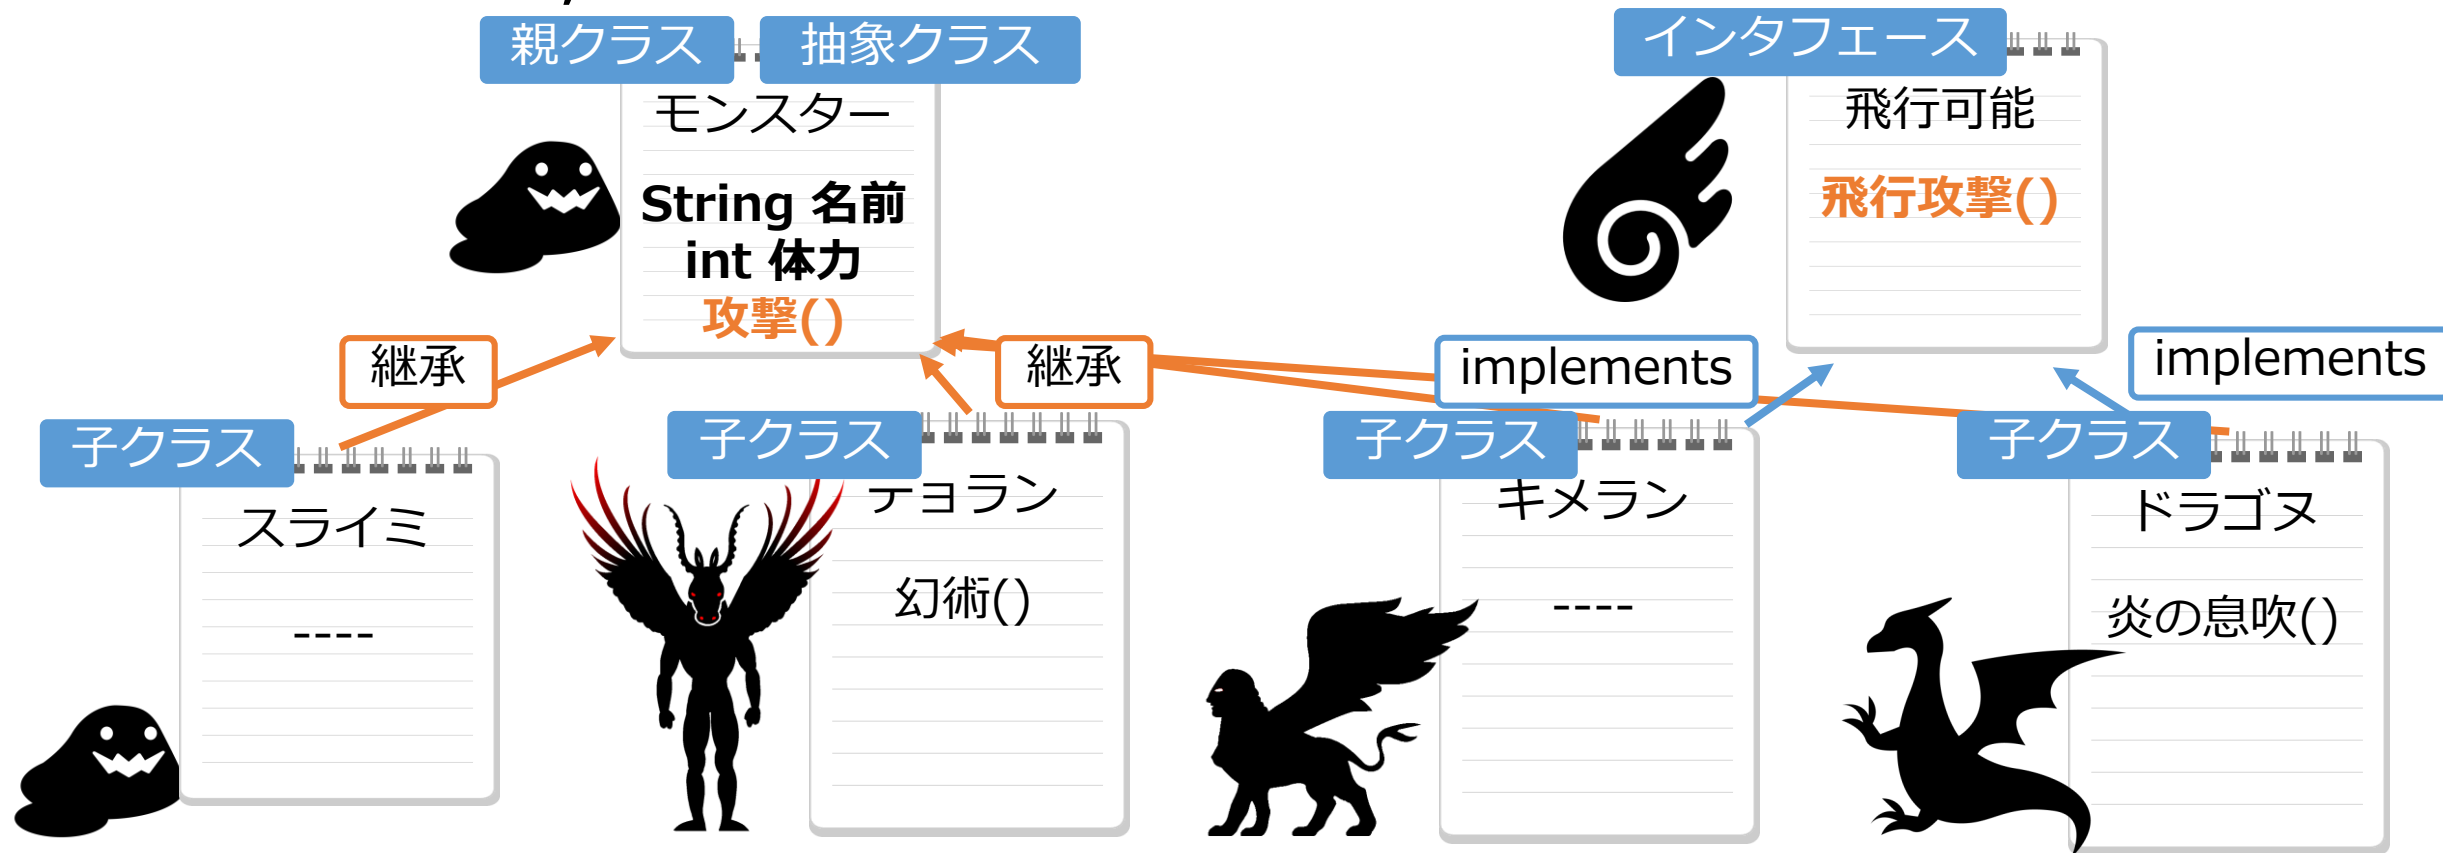 親クラス
抽象クラス
モンスター
String 名前
int 体力
攻撃()
インタフェース
飛行可能
飛行攻撃()
継承
継承
implements
implements
子クラス
スライミ
----
子クラス
チョラン
幻術()
子クラス
キメラン
----
子クラス
ドラゴヌ
炎の息吹()